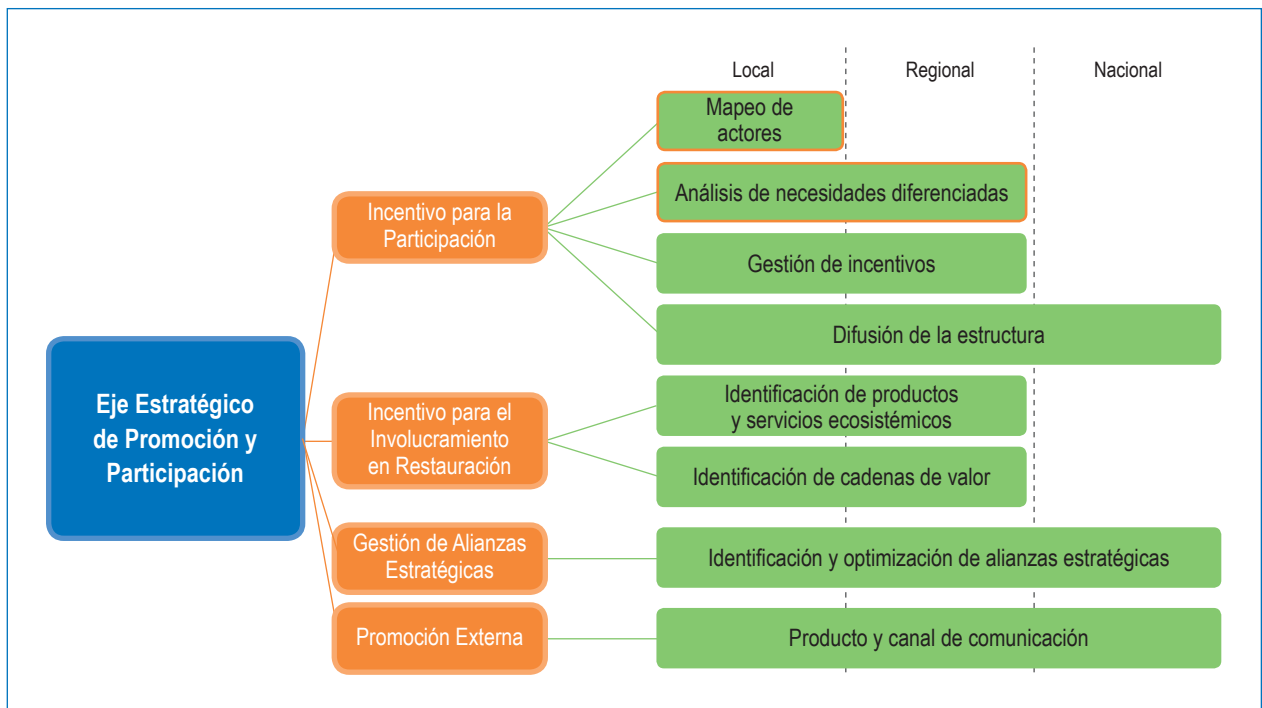 Local
Regional
Nacional
Mapeo de
actores
Análisis de necesidades diferenciadas
Incentivo para la
Participación
Gestión de incentivos
Difusión de la estructura
Eje Estratégico
de Promoción y
Participación
Incentivo para el
Involucramiento
en Restauración
Identificación de productos
y servicios ecosistémicos
Identificación de cadenas de valor
Gestión de Alianzas
Estratégicas
Identificación y optimización de alianzas estratégicas
Promoción Externa
Producto y canal de comunicación